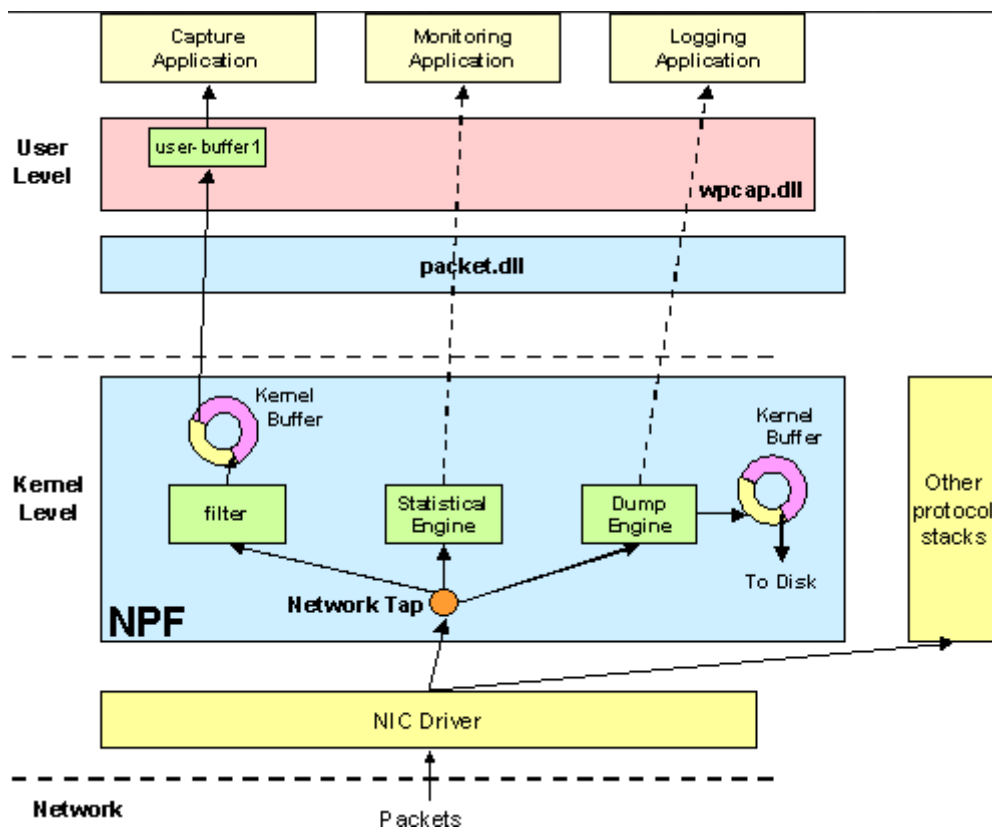 Capture
Application
Monitoring
Application
Logging
Application
User
Level
user-buffer1
wpcap.dll
packet.dll
Kernel
Buffer
Kernel
Buffer
Kernel
Level
filter
Statistical
Engine
Dump
Engine
Other
protocol
stacks
To Disk
Network Tap
NPF
NIC Driver
Network
Packets